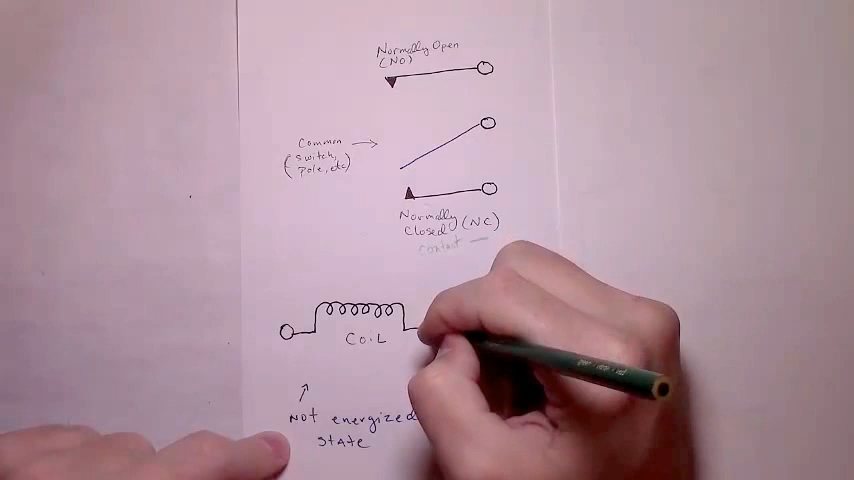 Normally Open
(NO)
Common
(switch,
pole, etc)
Normally
Closed (NC)
contact
COIL
NOT energized
STATE